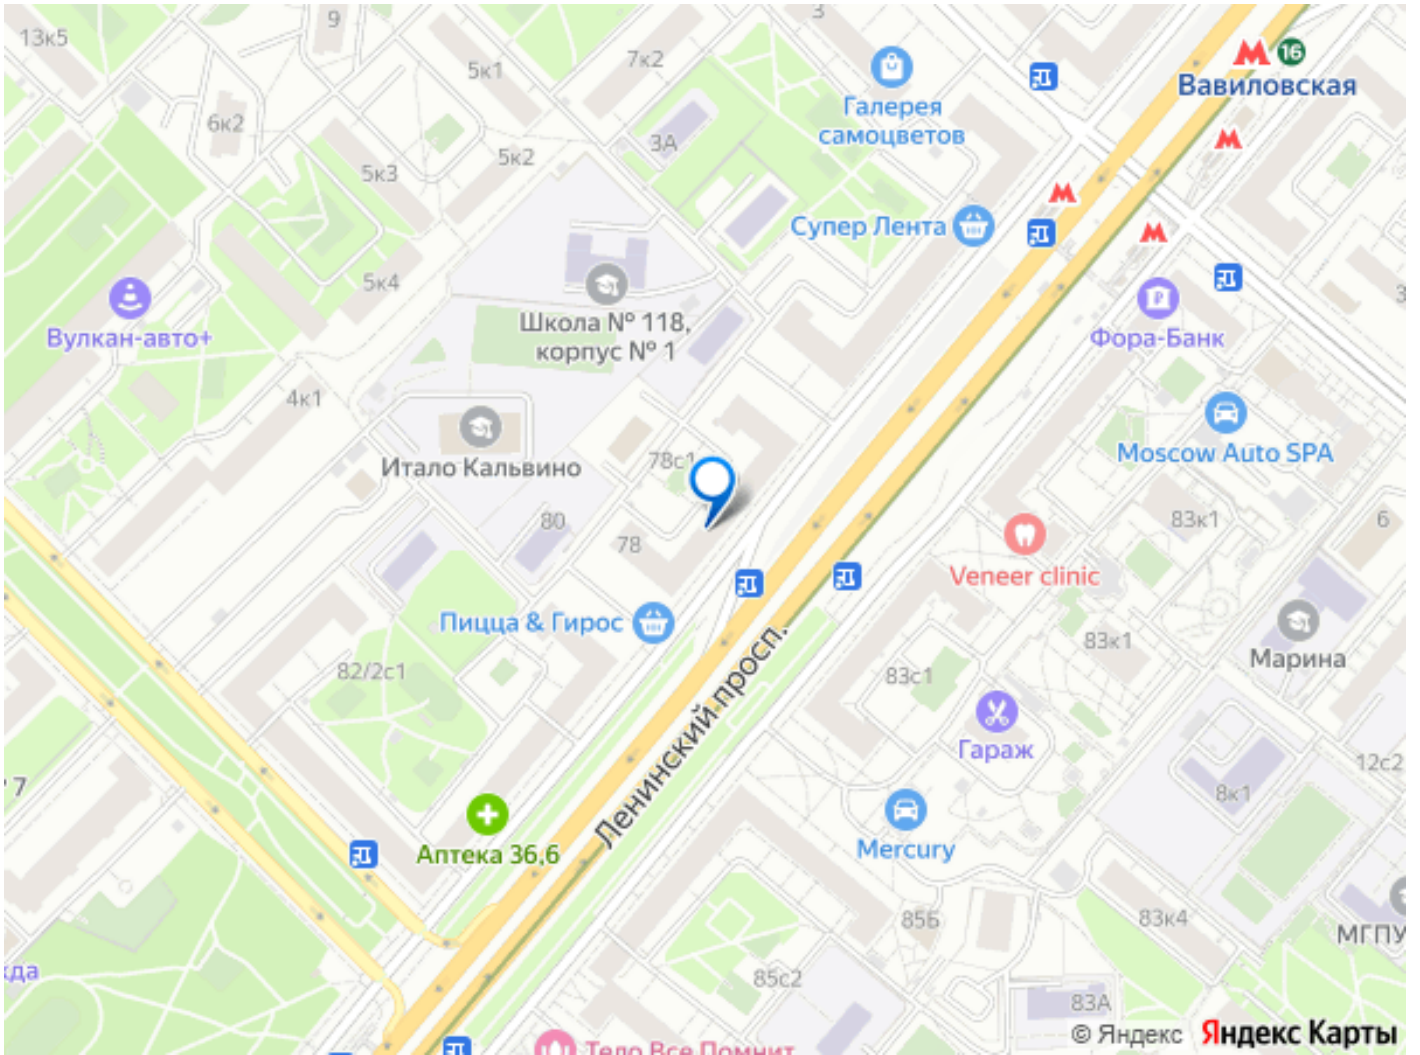 3
9
13к5
7к2
5к1
16
Вавиловская
Галерея
самоцветов
6к2
3А
5к2
5к3
Супер Лента
5к4
Вулкан-авто+
Школа № 118,
корпус № 1
Фора-Банк
3
4к1
Итало Кальвино
78с1
Moscow Auto SPA
80
78
83к1
6
Veneer clinic
Пицца & Гирос
83к1
Марина
82/2с1
83с1
Ленинский просп.
Гараж
7
12с2
8к1
Аптека 36,6
Mercury
85Б
83к4
МГПУ
жда
85с2
83А
© Яндекс
Яндекс Карты
Тело Все Помнит